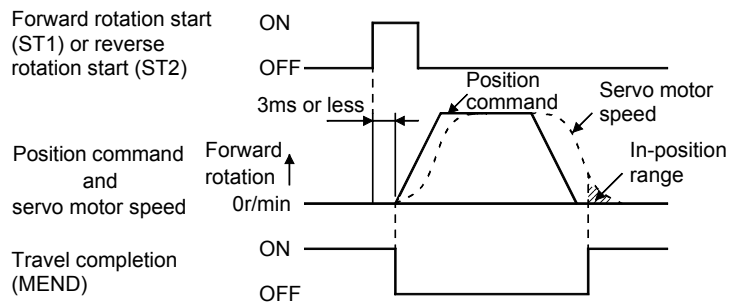 Forward rotation start
(ST1) or reverse
rotation start (ST2)
ON
OFF
3ms or less
Position
command
Servo motor
speed
In-position
range
Position command
and
servo motor speed
Forward
rotation
0r/min
Travel completion
(MEND)
ON
OFF